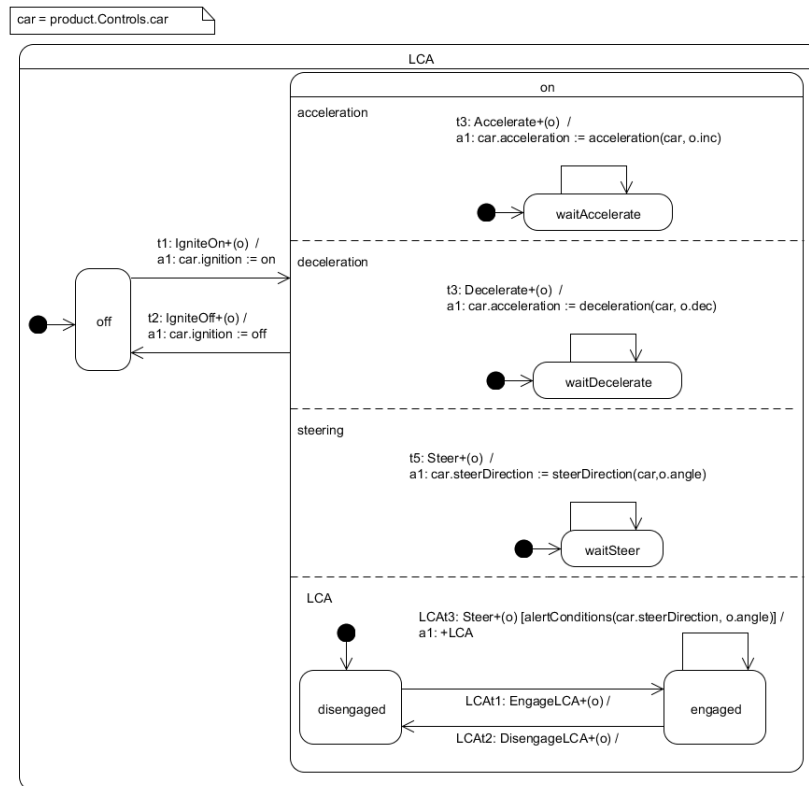 car = product.Controls.car
LCA
on
acceleration
t3: Accelerate+(o) /
a1: car.acceleration := acceleration(car, o.inc)
waitAccelerate
t1: IgniteOn+(o) /
a1: car.ignition := on
off
t2: IgniteOff+(o) /
a1: car.ignition := off
deceleration
t3: Decelerate+(o) /
a1: car.acceleration := deceleration(car, o.dec)
waitDecelerate
steering
t5: Steer+(o) /
a1: car.steerDirection := steerDirection(car,o.angle)
waitSteer
LCA
LCAt3: Steer+(o) [alertConditions(car.steerDirection, o.angle)] /
a1: +LCA
disengaged
LCAt1: EngageLCA+(o) /
engaged
LCAt2: DisengageLCA+(o) /